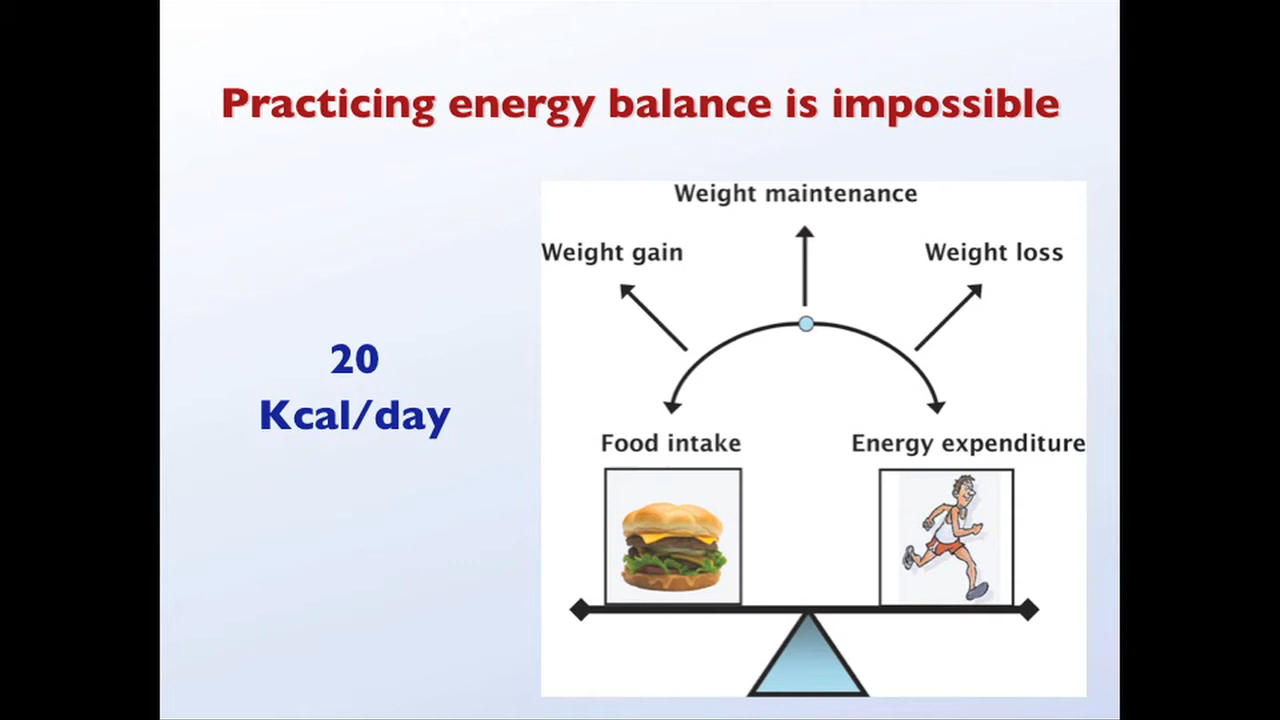 Practicing energy balance is impossible
Weight maintenance
Weight gain
Weight loss
20
Kcal/day
Food intake
Energy expenditure